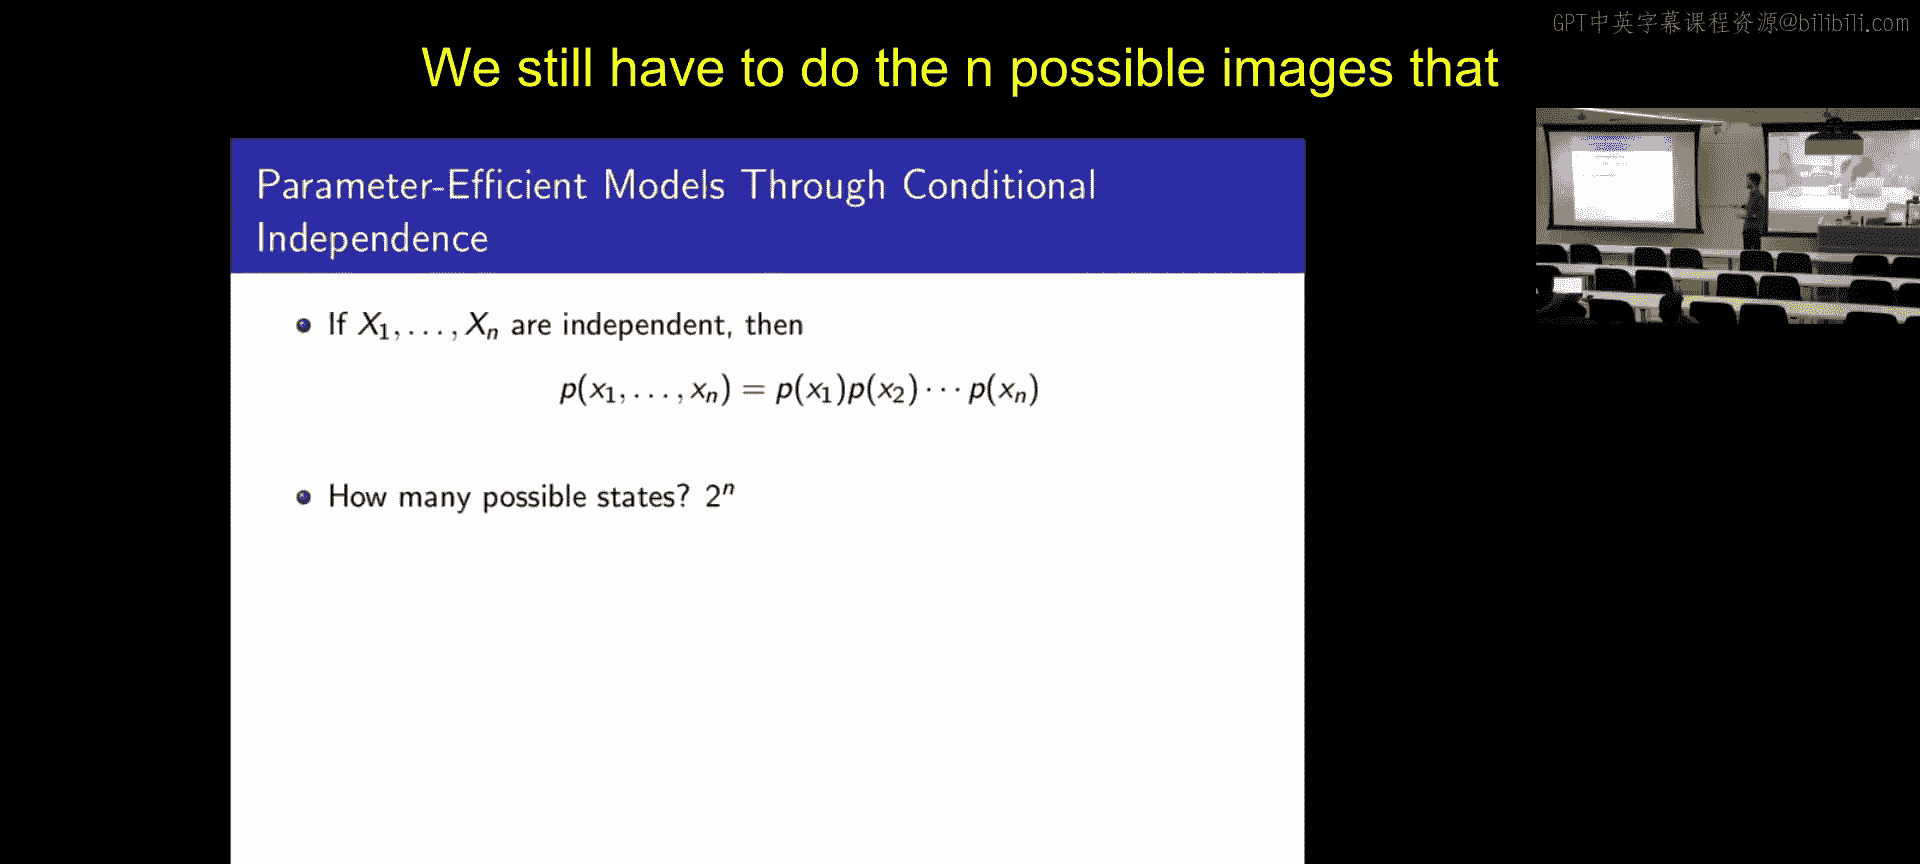 GPT中英字幕课程资源@bilibili.com
We still have to do the n possible images that
Parameter-Efficient Models Through Conditional
Independence
If X₁, . . . , Xₙ are independent, then
p(x₁, . . . , xₙ) = p(x₁)p(x₂) · · · p(xₙ)
How many possible states? 2ⁿ